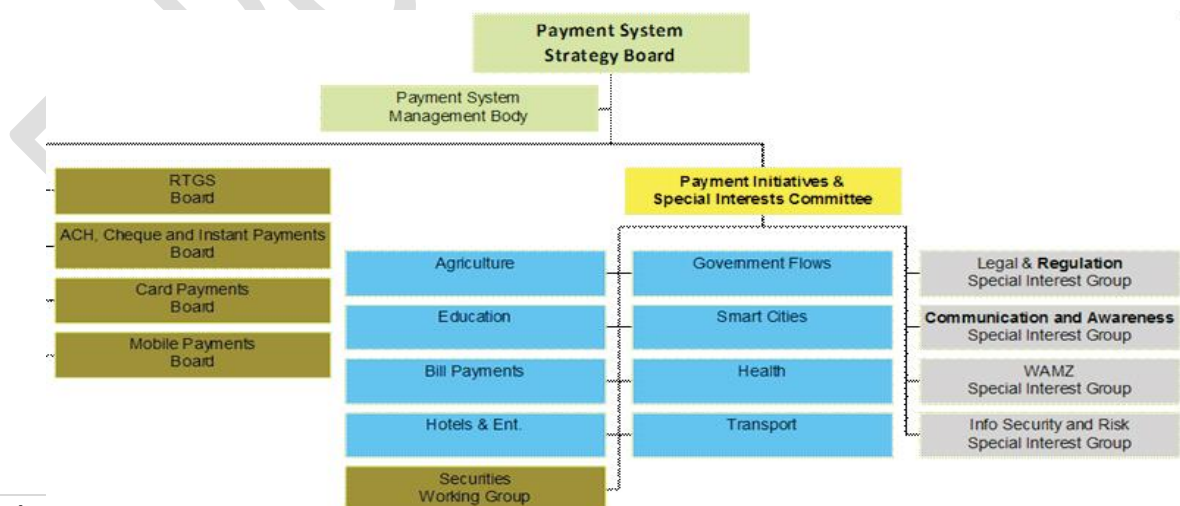 Payment System
Strategy Board
Payment System
Management Body
RTGS
Board
ACH, Cheque and Instant Payments
Board
Card Payments
Board
Mobile Payments
Board
Payment Initiatives &
Special Interests Committee
Agriculture
Education
Bill Payments
Hotels & Ent.
Securities
Working Group
Government Flows
Smart Cities
Health
Transport
Legal & Regulation
Special Interest Group
Communication and Awareness
Special Interest Group
WAMZ
Special Interest Group
Info Security and Risk
Special Interest Group